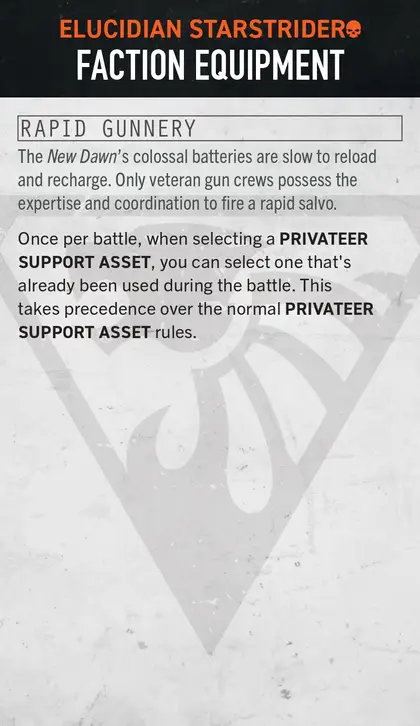 ELUCIDIAN STARSTRIDER
FACTION EQUIPMENT
RAPID GUNNERY
The New Dawn's colossal batteries are slow to reload
and recharge. Only veteran gun crews possess the
expertise and coordination to fire a rapid salvo.
Once per battle, when selecting a PRIVATEER
SUPPORT ASSET, you can select one that's
already been used during the battle. This
takes precedence over the normal PRIVATEER
SUPPORT ASSET rules.